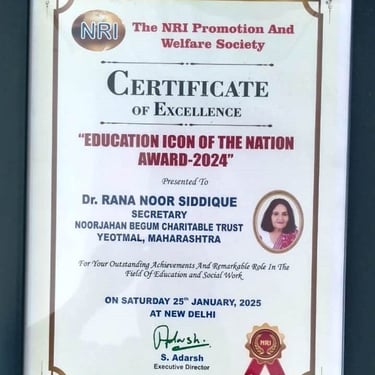 NRI
The NRI Promotion And
Welfare Society
CERTIFICATE
OF EXCELLENCE
“EDUCATION ICON OF THE NATION
AWARD-2024”
Presented To
Dr. RANA NOOR SIDDIQUE
SECRETARY
NOORJAHAN BEGUM CHARITABLE TRUST
YEOTMAL, MAHARASHTRA
For Your Outstanding Achievements And Remarkable Role In The
Field Of Education and Social Work
ON SATURDAY 25th JANUARY, 2025
AT NEW DELHI
Adarsh.
S. Adarsh
Executive Director
NRI